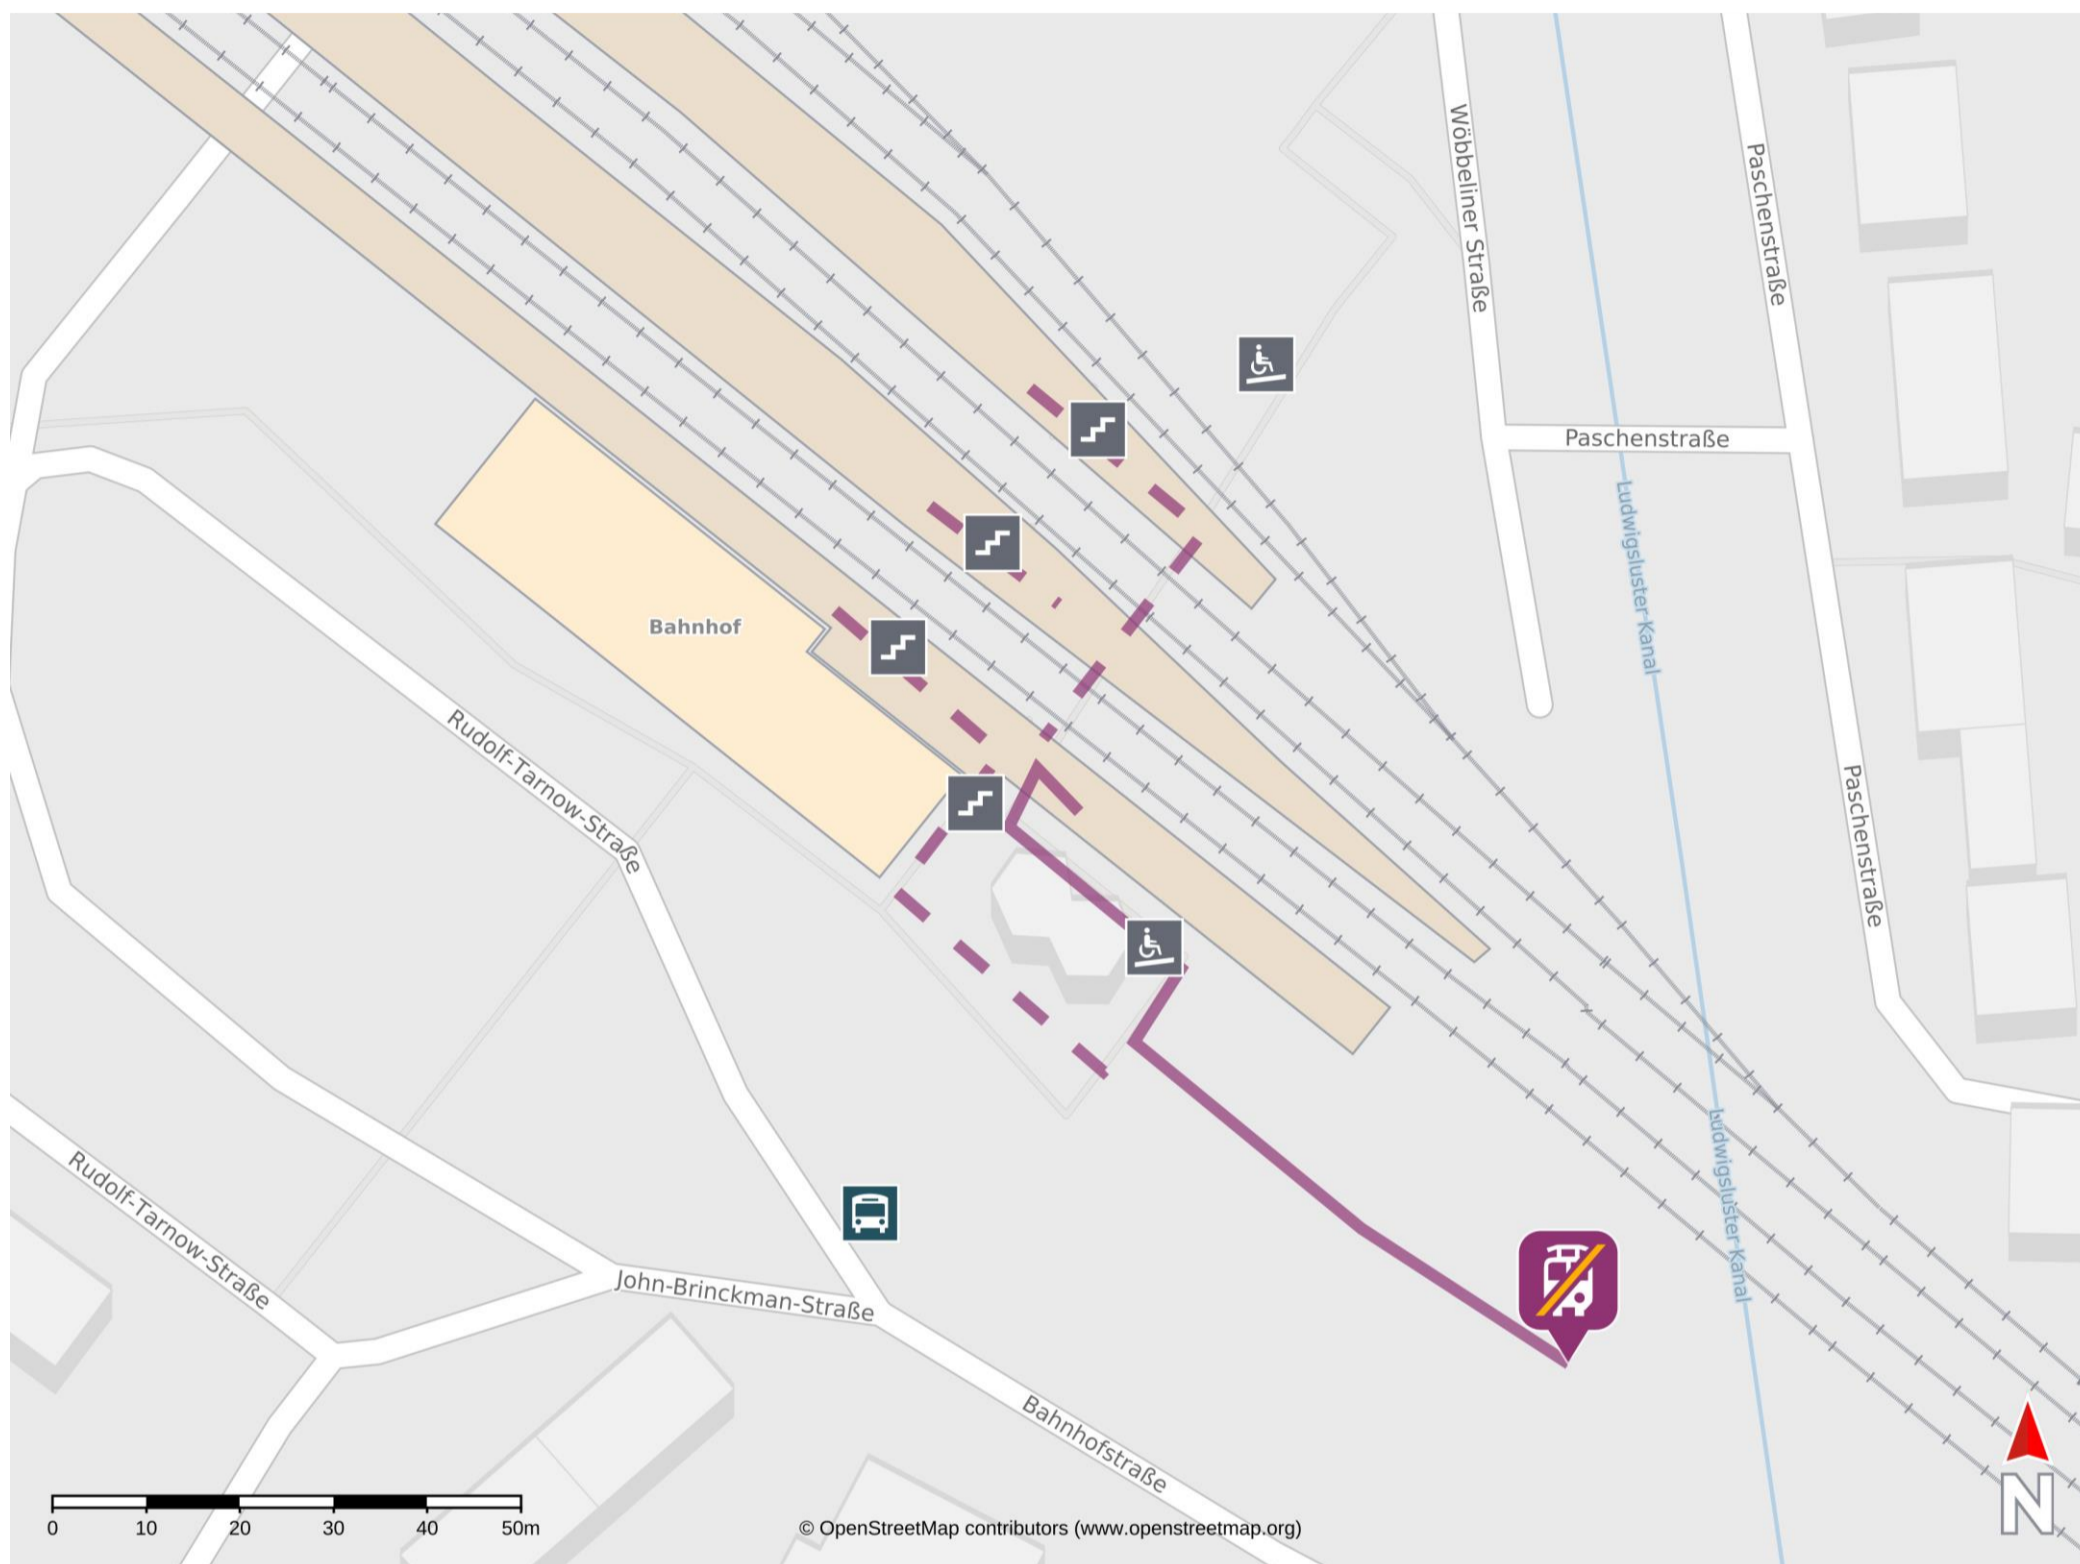 Wöbbeliner Straße
Paschenstraße
Paschenstraße
Ludwigsluster Kanal
Bahnhof
Rudolf-Tarnow-Straße
Paschenstraße
Ludwigsluster Kanal
Rudolf-Tarnow-Straße
John-Brinckman-Straße
Bahnhofstraße
N
0 10 20 30 40 50m
© OpenStreetMap contributors (www.openstreetmap.org)